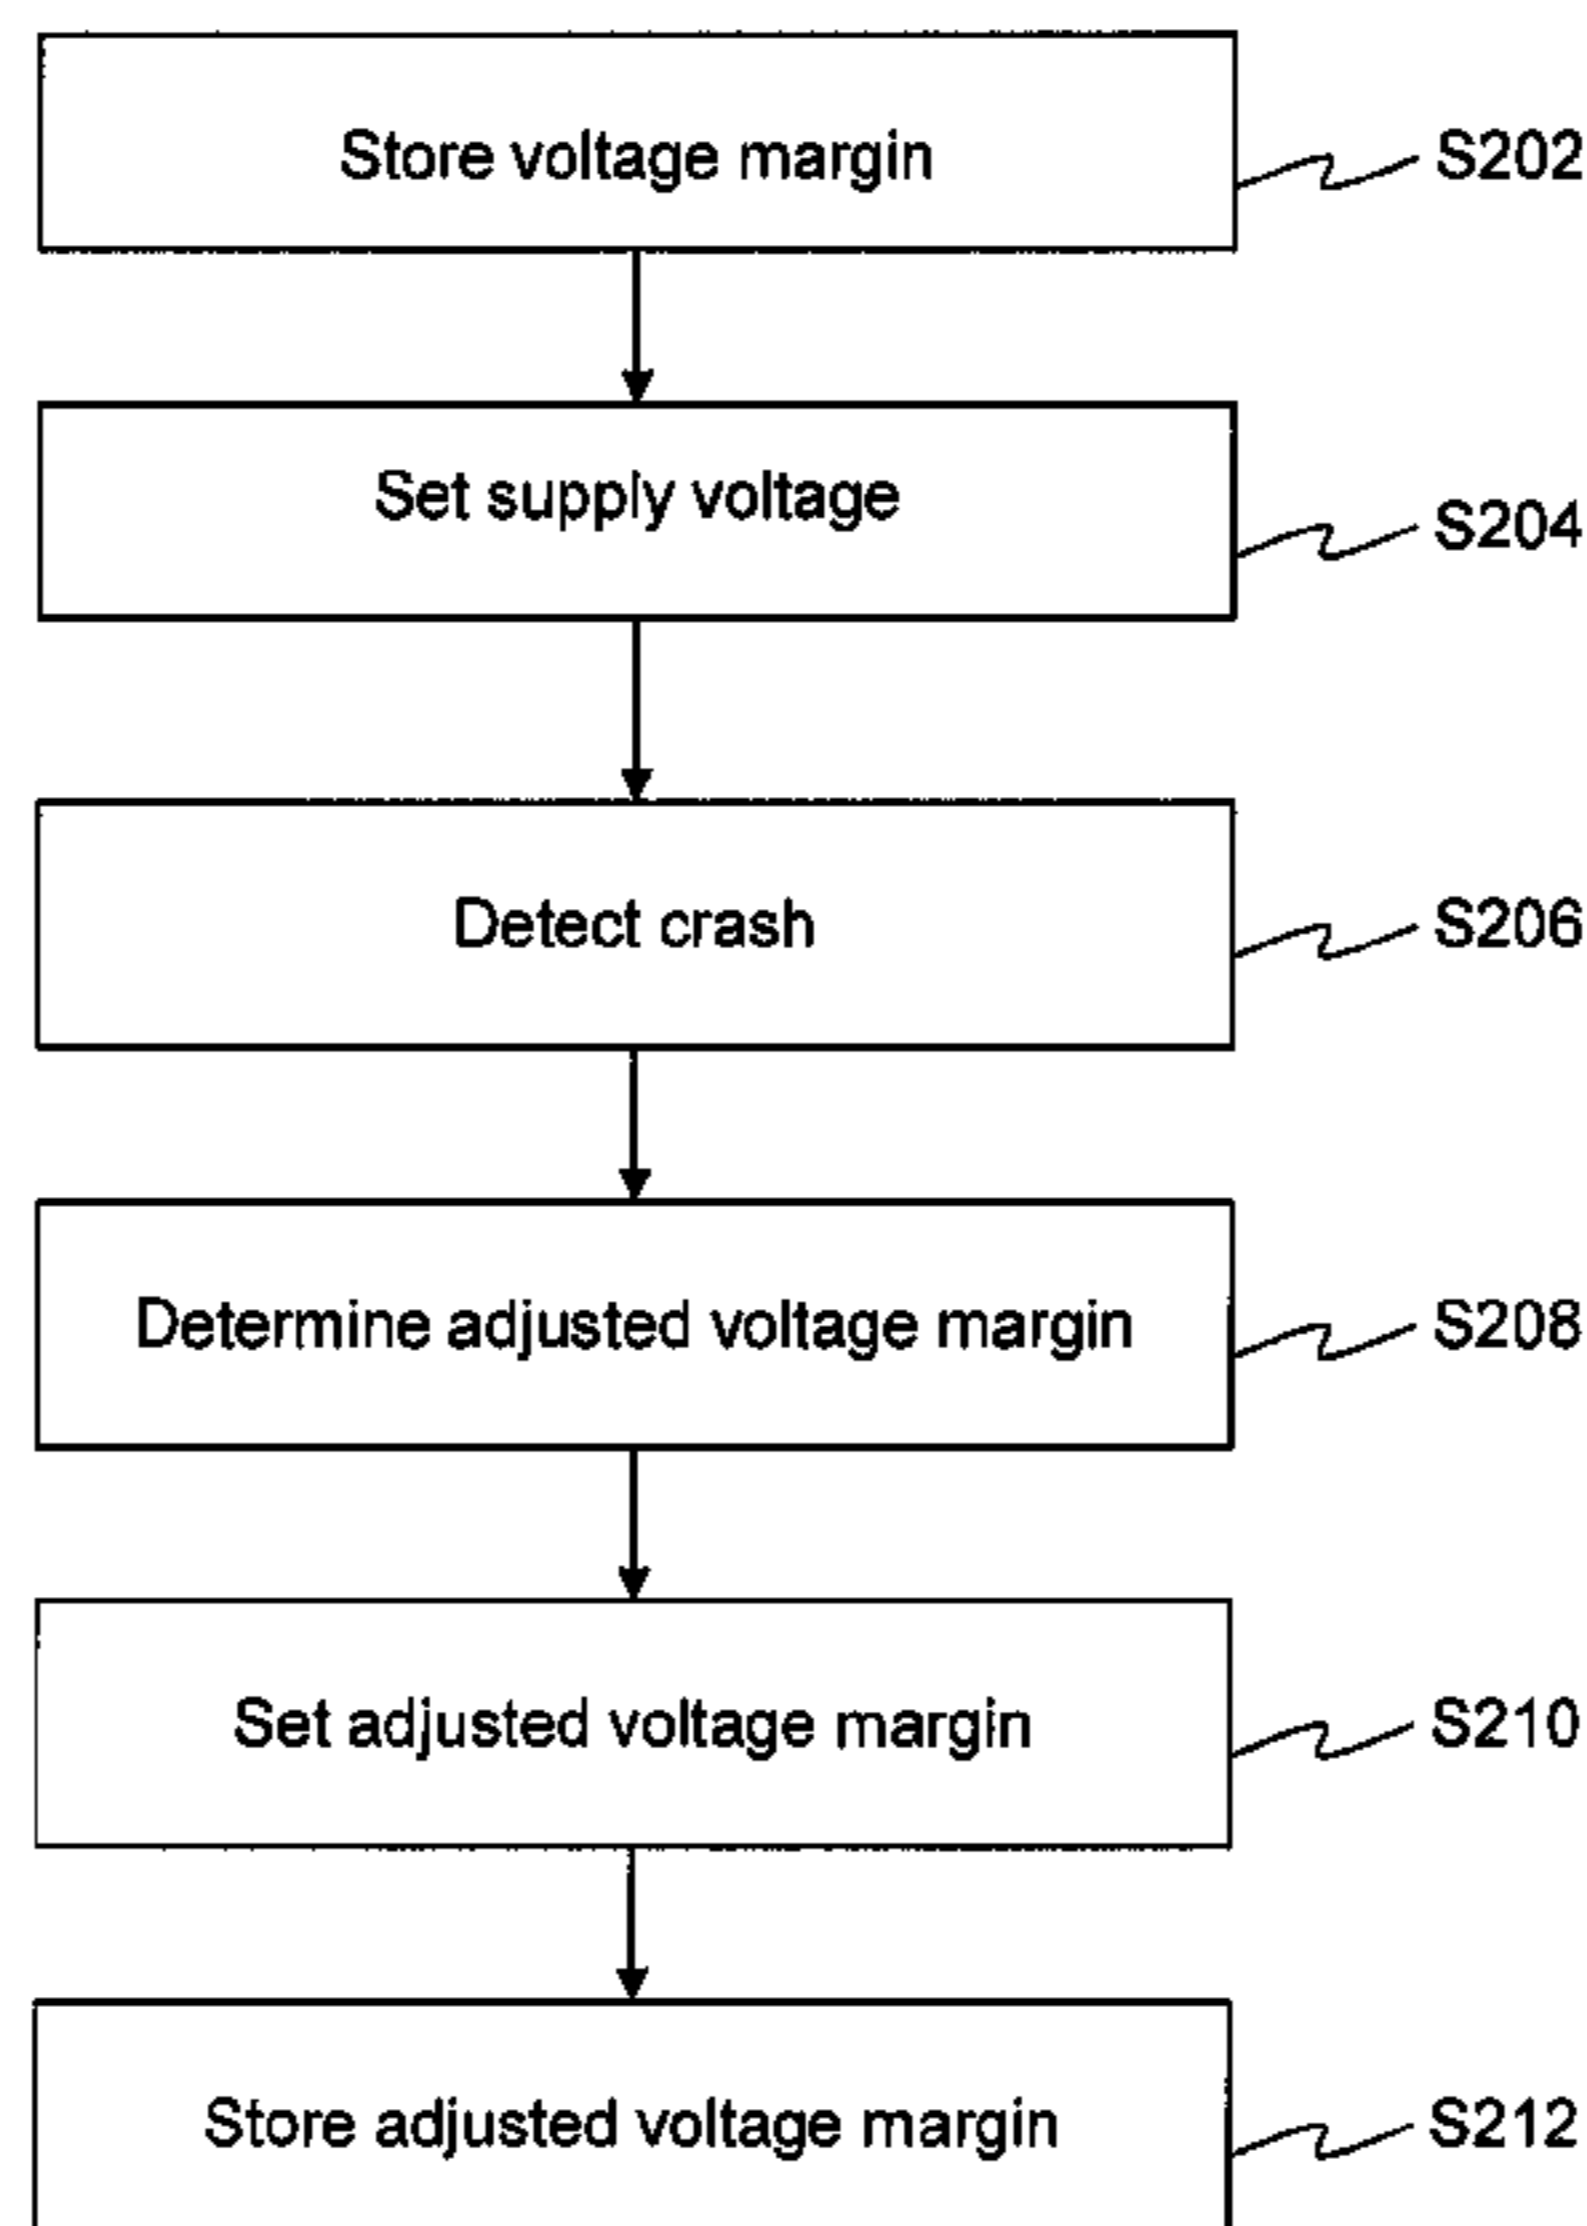 Store voltage margin
S202
Set supply voltage
S204
Detect crash
S206
Determine adjusted voltage margin
S208
Set adjusted voltage margin
S210
Store adjusted voltage margin
S212